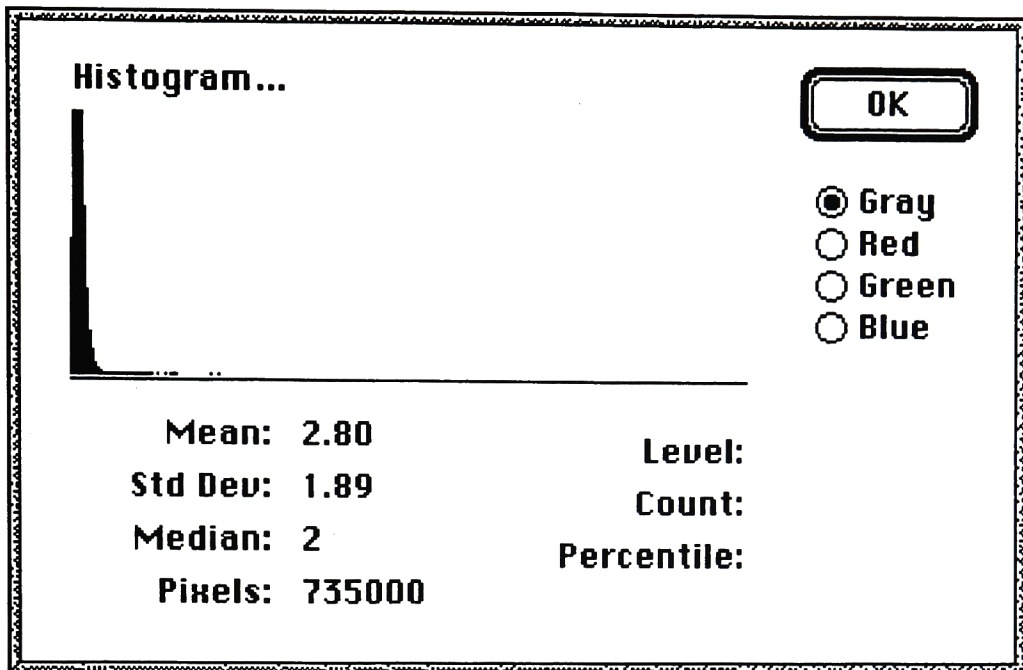 Histogram...
OK
Gray
Red
Green
Blue
Mean: 2.80
Std Dev: 1.89
Median: 2
Pixels: 735000
Level:
Count:
Percentile: